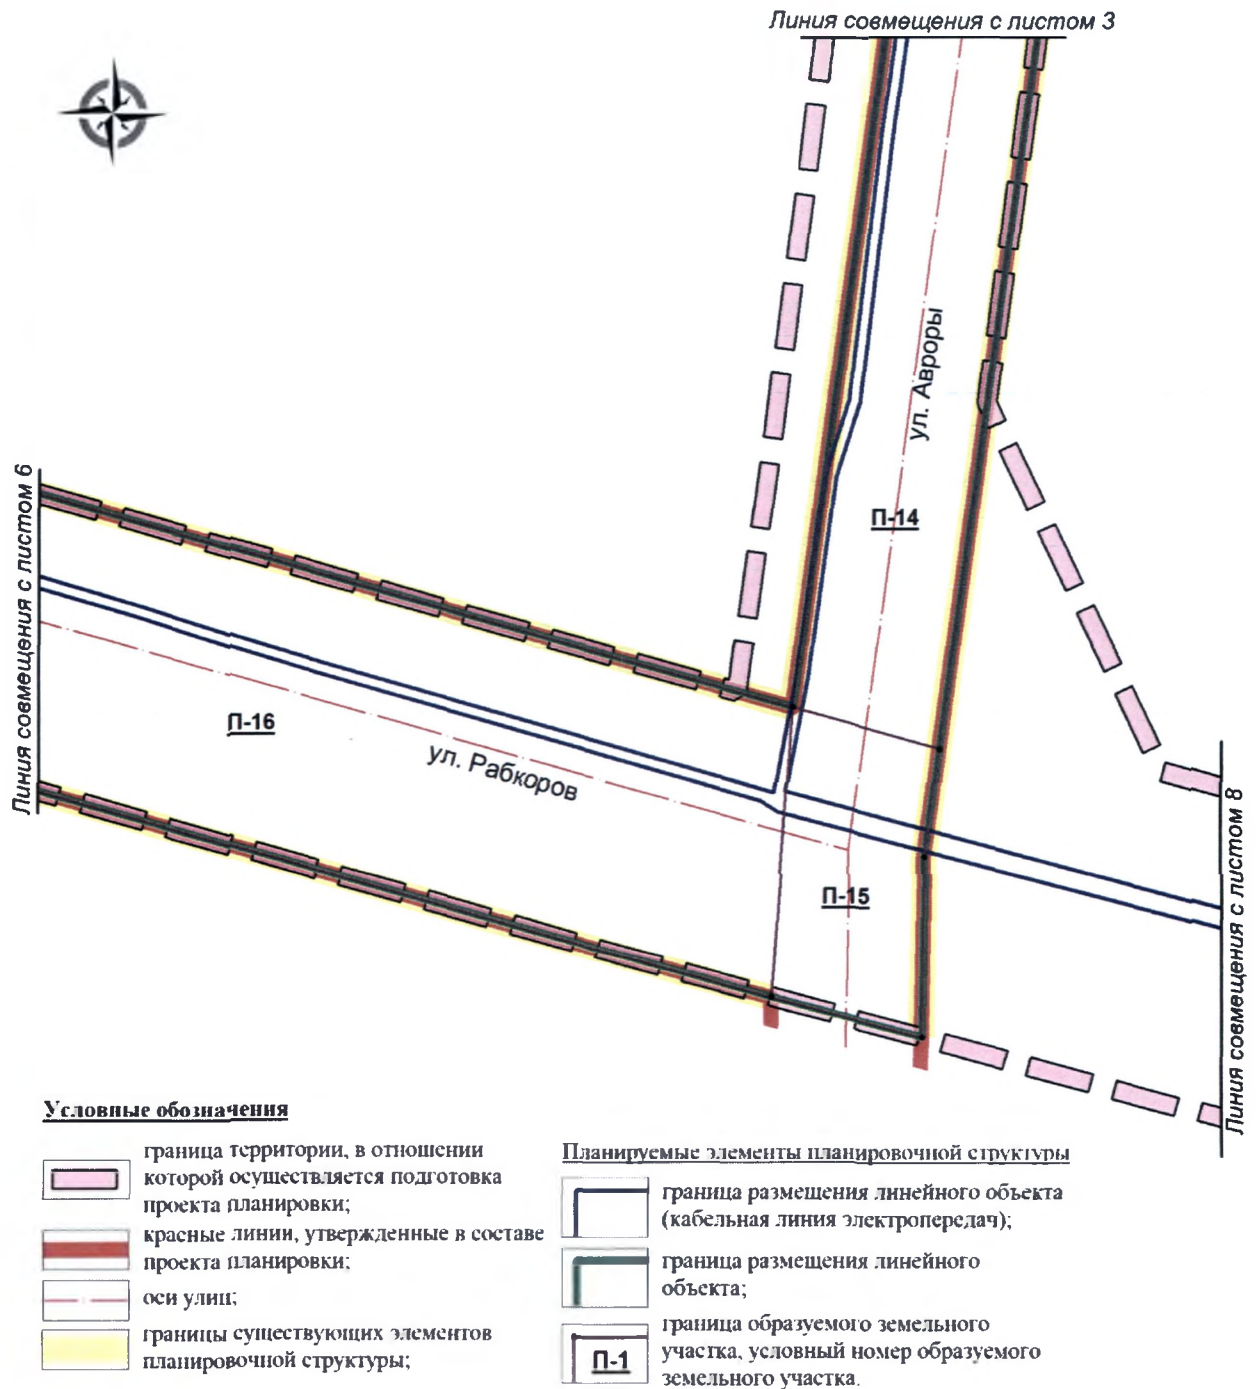 Линия совмещения с листом 3
ул. Авроры
Линия совмещения с листом 6
П-14
П-16
ул. Рабкоров
П-15
Линия совмещения с листом 8
Условные обозначения
граница территории, в отношении
которой осуществляется подготовка
проекта планировки;
красные линии, утвержденные в составе
проекта планировки;
оси улиц;
границы существующих элементов
планировочной структуры;
Планируемые элементы планировочной структуры
граница размещения линейного объекта
(кабельная линия электропередач);
граница размещения линейного
объекта;
П-1
граница образуемого земельного
участка, условный номер образуемого
земельного участка.